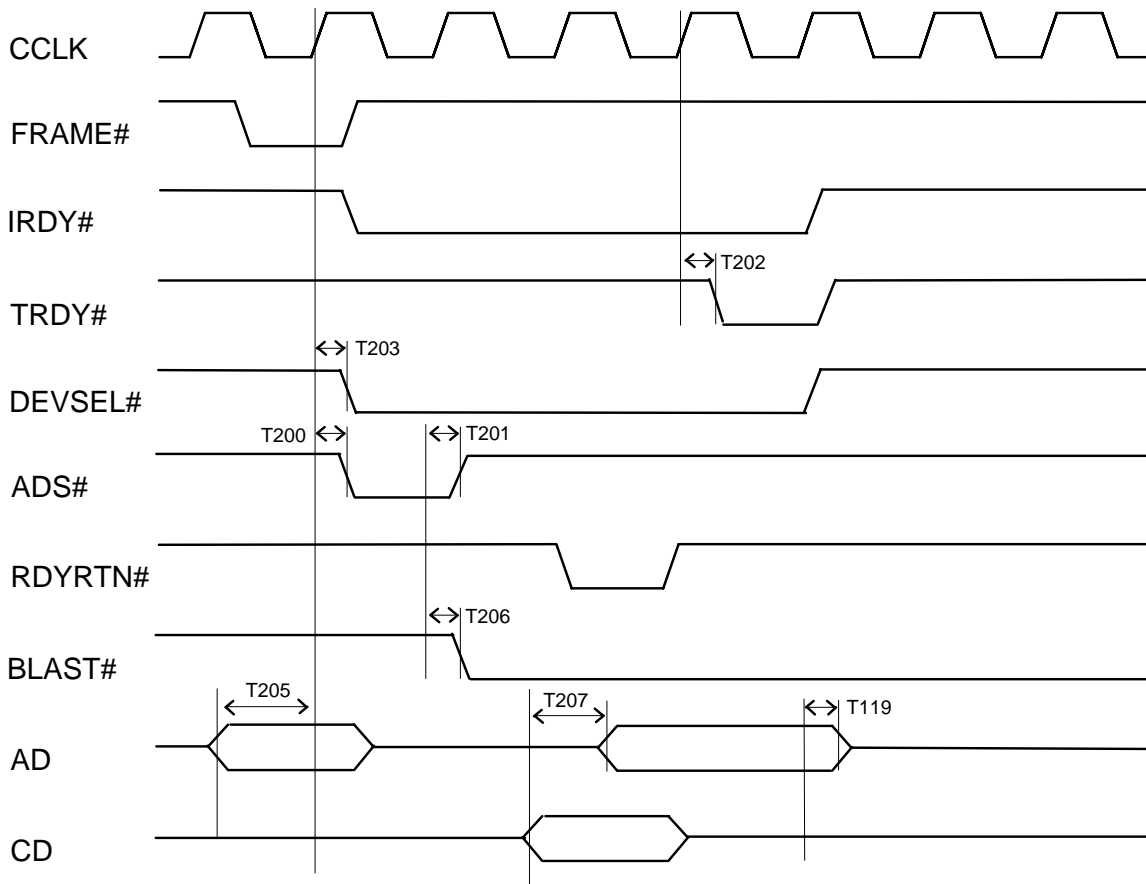 CCLK
FRAME#
IRDY#
T202
TRDY#
T203
DEVSEL#
T200
T201
ADS#
RDYRTN#
T206
BLAST#
T205
T207
T119
AD
CD